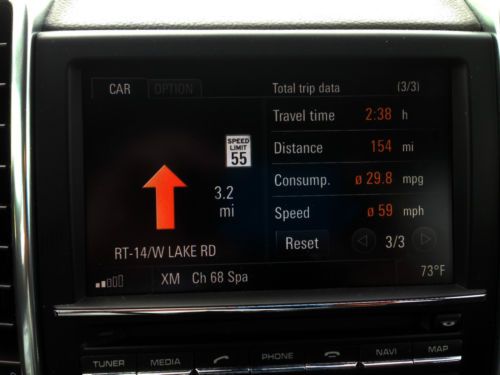 CAR OPTION Total trip data (3/3)
Travel time 2:38 h
SPEED
LIMIT
55
Distance 154 mi
3.2
mi
Consump. ø 29.8 mpg
Speed ø 59 mph
RT-14/W LAKE RD
Reset 3/3
XM Ch 68 Spa 73°F
TUNER MEDIA PHONE NAVI MAP